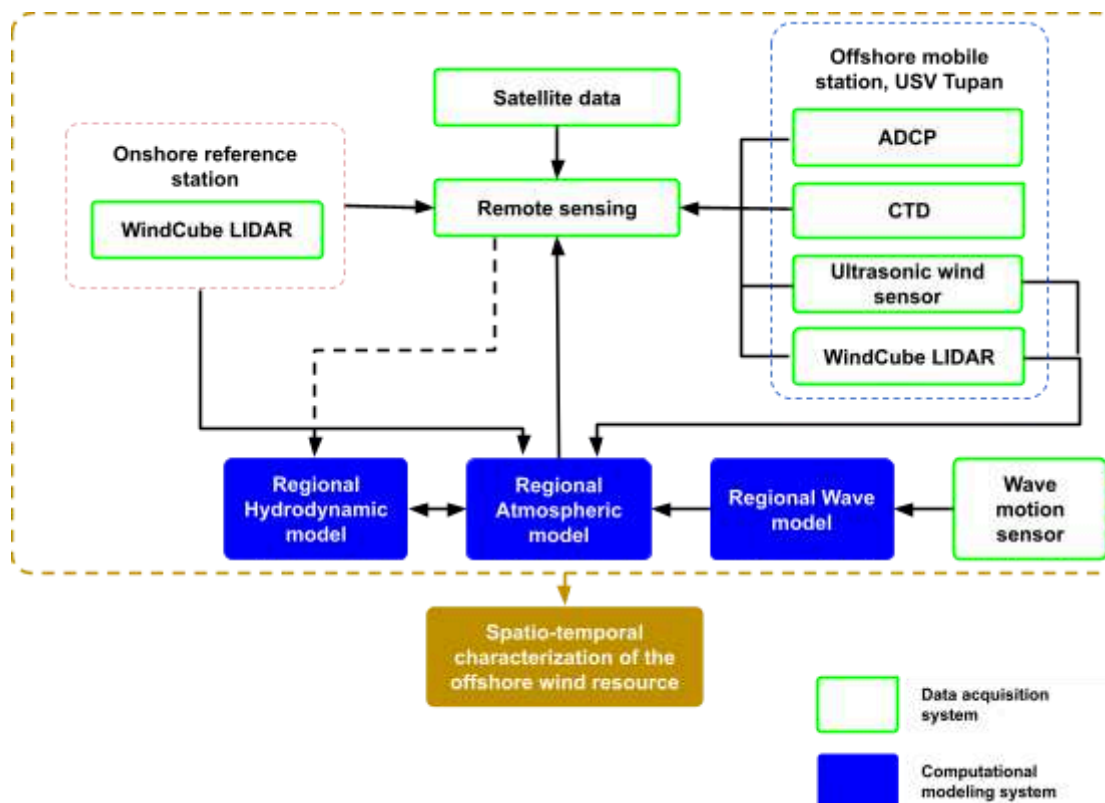 Offshore mobile
station, USV Tupan
Satellite data
ADCP
Onshore reference
station
WindCube LIDAR
Remote sensing
CTD
Ultrasonic wind
sensor
WindCube LIDAR
Regional
Hydrodynamic
model
Regional
Atmospheric
model
Regional Wave
model
Wave
motion
sensor
Spatio-temporal
characterization of the
offshore wind resource
Data acquisition
system
Computational
modeling system